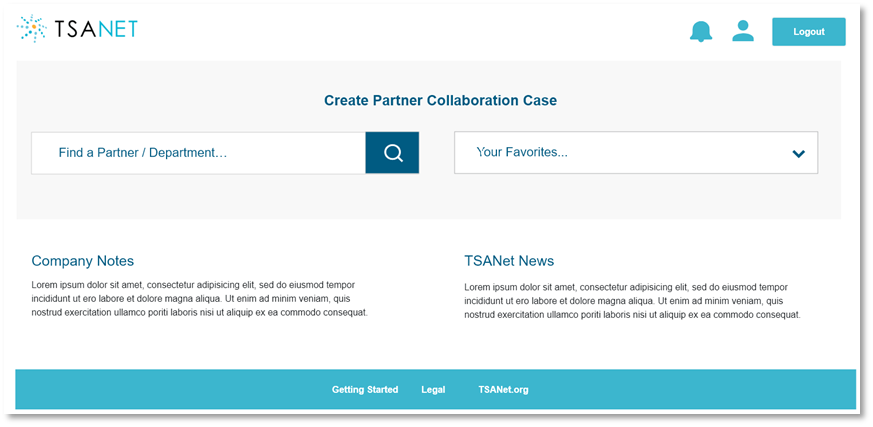 TSANET
Logout
Create Partner Collaboration Case
Find a Partner / Department...
Your Favorites...
Company Notes
Lorem ipsum dolor sit amet, consectetur adipisicing elit, sed do eiusmod tempor
incididunt ut ero labore et dolore magna aliqua. Ut enim ad minim veniam, quis
nostrud exercitation ullamco poriti laboris nisi ut aliquip ex ea commodo consequat.
TSANet News
Lorem ipsum dolor sit amet, consectetur adipisicing elit, sed do eiusmod tempor
incididunt ut ero labore et dolore magna aliqua. Ut enim ad minim veniam, quis
nostrud exercitation ullamco poriti laboris nisi ut aliquip ex ea commodo consequat.
Getting Started Legal TSANet.org